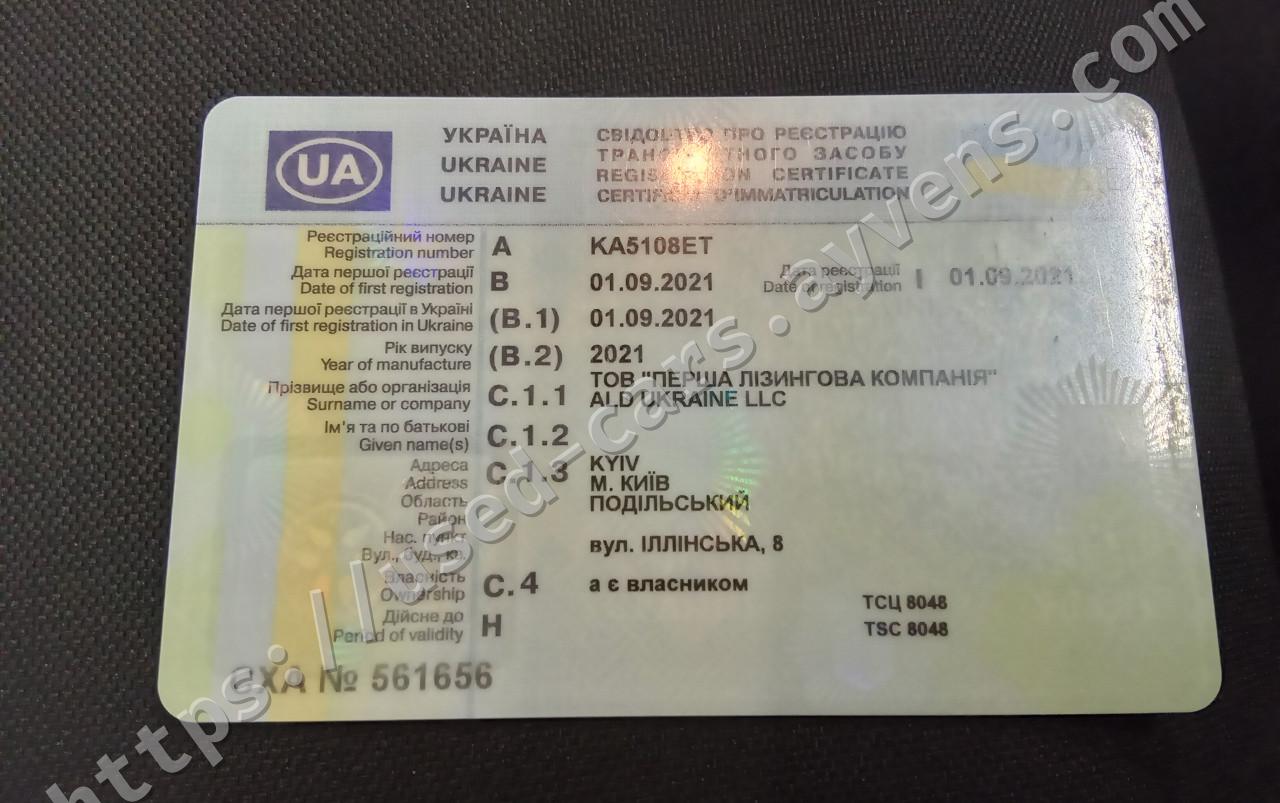 UA
УКРАЇНА
UKRAINE
UKRAINE
СВІДОЦТВО ПРО РЕЄСТРАЦІЮ
ТРАНСПОРТНОГО ЗАСОБУ
REGISTRATION CERTIFICATE
CERTIFICAT D'IMMATRICULATION
Реєстраційний номер
Registration number A KA5108ET
Дата першої реєстрації
Date of first registration B 01.09.2021
Дата реєстрації
Date of registration I 01.09.2021
Дата першої реєстрації в Україні
Date of first registration in Ukraine (B.1) 01.09.2021
Рік випуску
Year of manufacture (B.2) 2021
Прізвище або організація
Surname or company C.1.1 ТОВ "ПЕРША ЛІЗИНГОВА КОМПАНІЯ"
ALD UKRAINE LLC
Ім'я та по батькові
Given name(s) C.1.2
Адреса
Address C.1.3 KYIV
Область М. КИЇВ
Район ПОДІЛЬСЬКИЙ
Нас. пункт
Вул., буд., кв. вул. ІЛЛІНСЬКА, 8
Власність
Ownership C.4 а є власником
Дійсне до
Period of validity H
ТСЦ 8048
TSC 8048
СХА № 561656
https://used-cars.ayvens.com